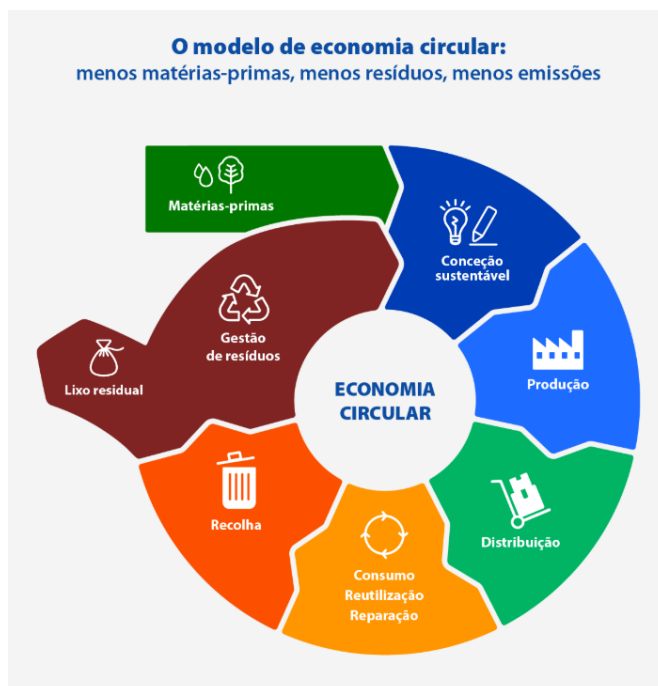 O modelo de economia circular:
menos matérias-primas, menos resíduos, menos emissões
Matérias-primas
Conceção
sustentável
Produção
Distribuição
Consumo
Reutilização
Reparação
Recolha
Gestão
de resíduos
Lixo residual
ECONOMIA
CIRCULAR